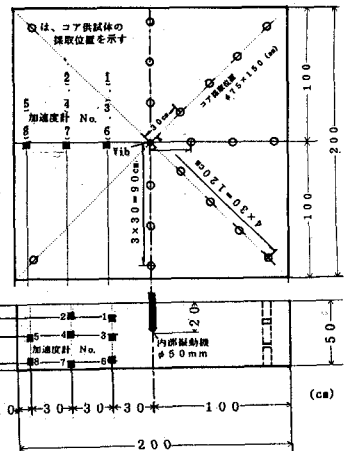 ○は、コア供試体の
採取位置を示す
2 1
5 4 3
加速度計 No.
8 7 6
Vib
30cm
コア採取位置
φ75×150(mm)
3×30=90cm
4×30=120cm
100
100
200
2 1
5 4 3
加速度計 No.
8 7 6
20
内部振動機
φ50mm
50
30 30 30 100
(cm)
200